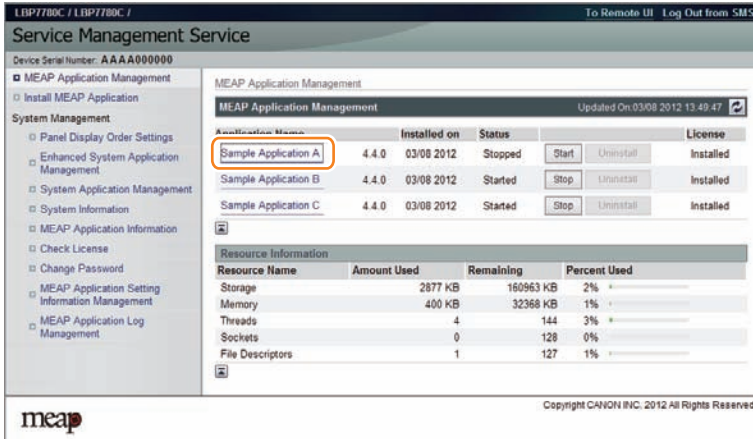 LBP7780C / LBP7780C / To Remote UI Log Out from SMS
Service Management Service
Device Serial Number: AAAA000000
MEAP Application Management
Install MEAP Application
System Management
Panel Display Order Settings
Enhanced System Application
Management
System Application Management
System Information
MEAP Application Information
Check License
Change Password
MEAP Application Setting
Information Management
MEAP Application Log
Management
MEAP Application Management
MEAP Application Management Updated On:03/08 2012 13:49:47
Application Name Installed on Status License
Sample Application A 4.4.0 03/08 2012 Stopped Start Uninstall Installed
Sample Application B 4.4.0 03/08 2012 Started Stop Uninstall Installed
Sample Application C 4.4.0 03/08 2012 Started Stop Uninstall Installed
Resource Information
Resource Name Amount Used Remaining Percent Used
Storage 2877 KB 160963 KB 2%
Memory 400 KB 32368 KB 1%
Threads 4 144 3%
Sockets 0 128 0%
File Descriptors 1 127 1%
meap
Copyright CANON INC. 2012 All Rights Reserved